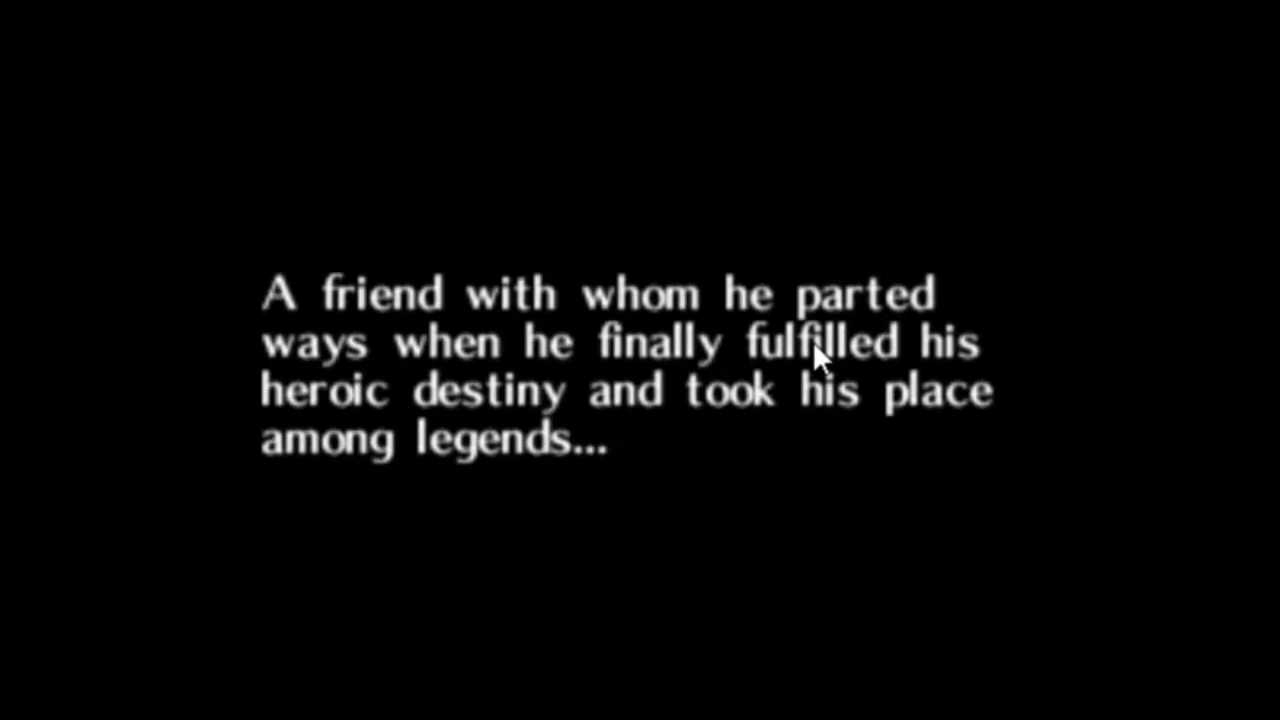 A friend with whom he parted
ways when he finally fulfilled his
heroic destiny and took his place
among legends...